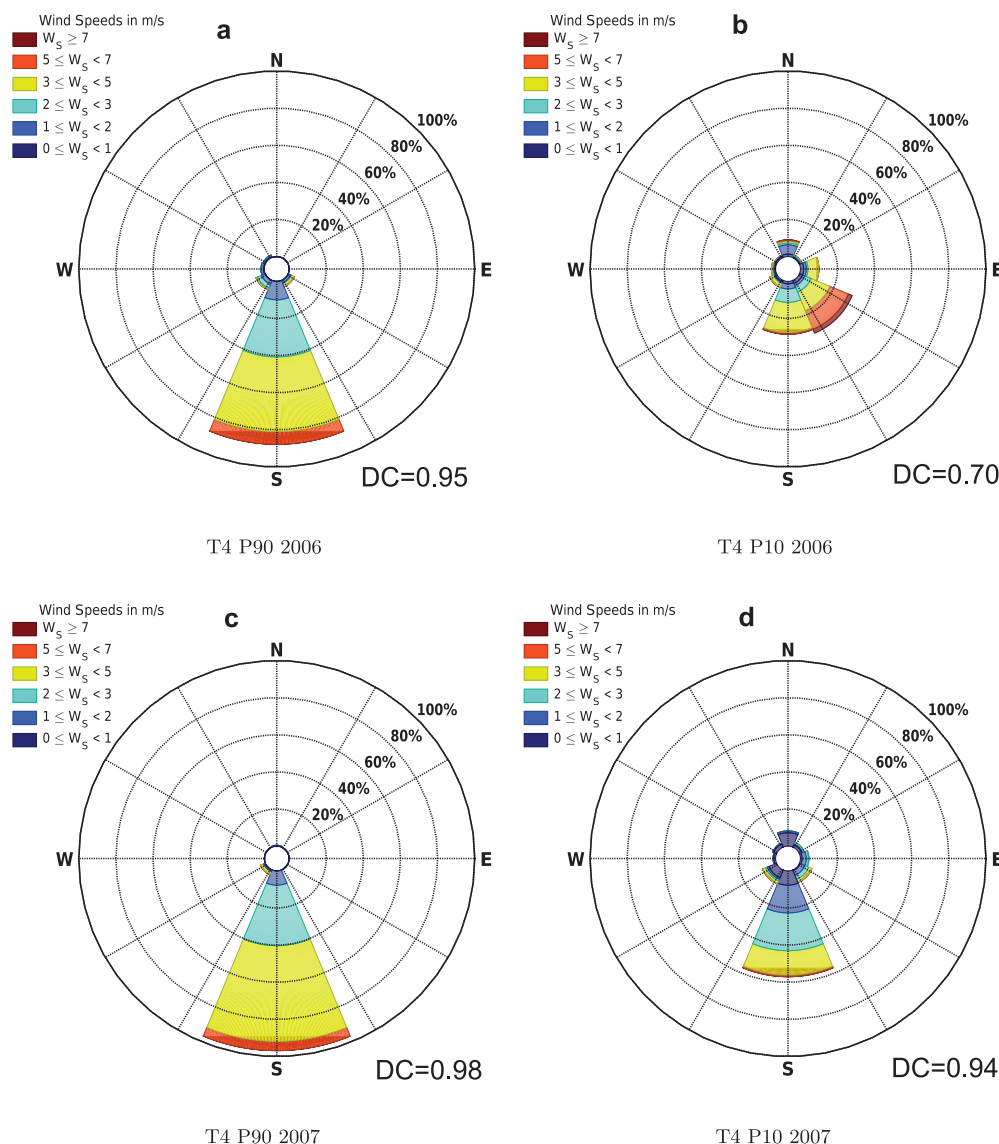 Wind Speeds in m/s
W_S ≥ 7
5 ≤ W_S < 7
3 ≤ W_S < 5
2 ≤ W_S < 3
1 ≤ W_S < 2
0 ≤ W_S < 1
a
N
100%
80%
60%
40%
20%
W
E
S
DC=0.95
T4 P90 2006
Wind Speeds in m/s
W_S ≥ 7
5 ≤ W_S < 7
3 ≤ W_S < 5
2 ≤ W_S < 3
1 ≤ W_S < 2
0 ≤ W_S < 1
b
N
100%
80%
60%
40%
20%
W
E
S
DC=0.70
T4 P10 2006
Wind Speeds in m/s
W_S ≥ 7
5 ≤ W_S < 7
3 ≤ W_S < 5
2 ≤ W_S < 3
1 ≤ W_S < 2
0 ≤ W_S < 1
c
N
100%
80%
60%
40%
20%
W
E
S
DC=0.98
T4 P90 2007
Wind Speeds in m/s
W_S ≥ 7
5 ≤ W_S < 7
3 ≤ W_S < 5
2 ≤ W_S < 3
1 ≤ W_S < 2
0 ≤ W_S < 1
d
N
100%
80%
60%
40%
20%
W
E
S
DC=0.94
T4 P10 2007